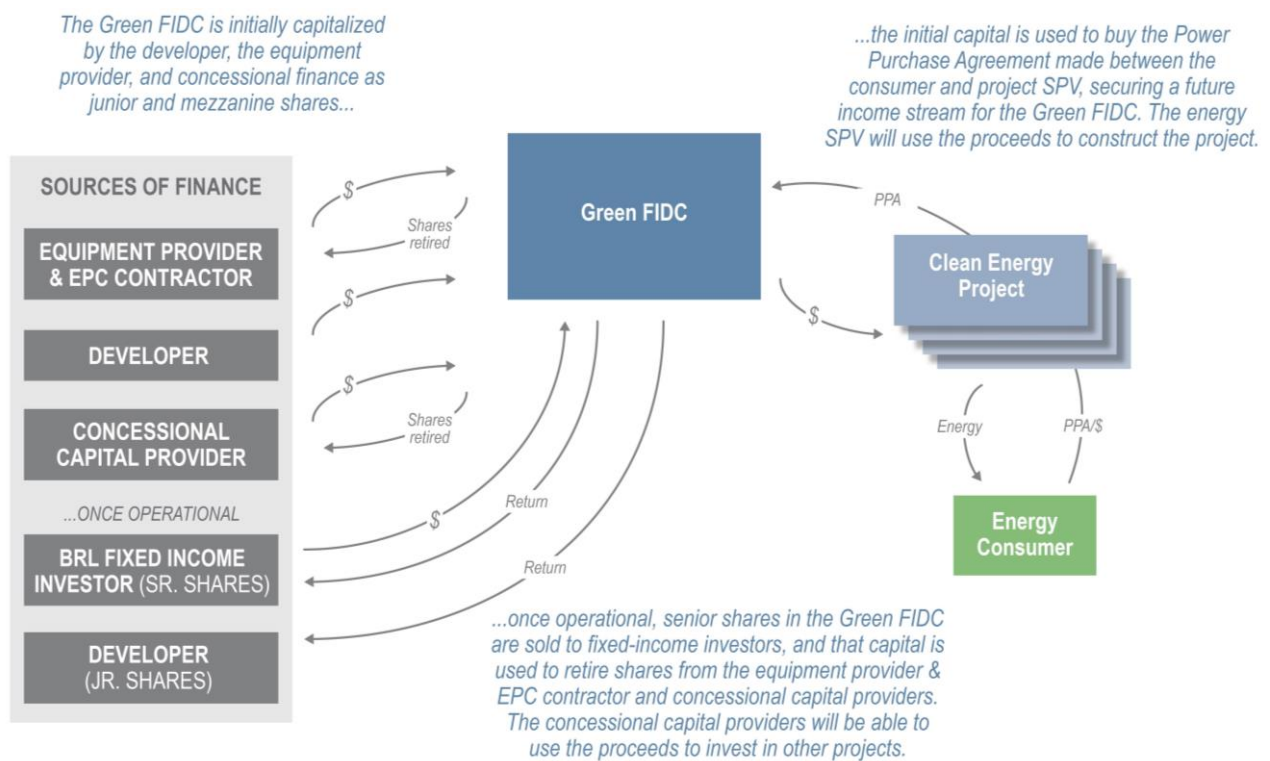 The Green FIDC is initially capitalized
by the developer, the equipment
provider, and concessional finance as
junior and mezzanine shares...
...the initial capital is used to buy the Power
Purchase Agreement made between the
consumer and project SPV, securing a future
income stream for the Green FIDC. The energy
SPV will use the proceeds to construct the project.
SOURCES OF FINANCE
EQUIPMENT PROVIDER
& EPC CONTRACTOR
DEVELOPER
CONCESSIONAL
CAPITAL PROVIDER
...ONCE OPERATIONAL
BRL FIXED INCOME
INVESTOR (SR. SHARES)
DEVELOPER
(JR. SHARES)
$
Shares
retired
$
$
Shares
retired
$
Return
Return
Green FIDC
PPA
$
Clean Energy
Project
Energy
PPA/$
Energy
Consumer
...once operational, senior shares in the Green FIDC
are sold to fixed-income investors, and that capital is
used to retire shares from the equipment provider &
EPC contractor and concessional capital providers.
The concessional capital providers will be able to
use the proceeds to invest in other projects.